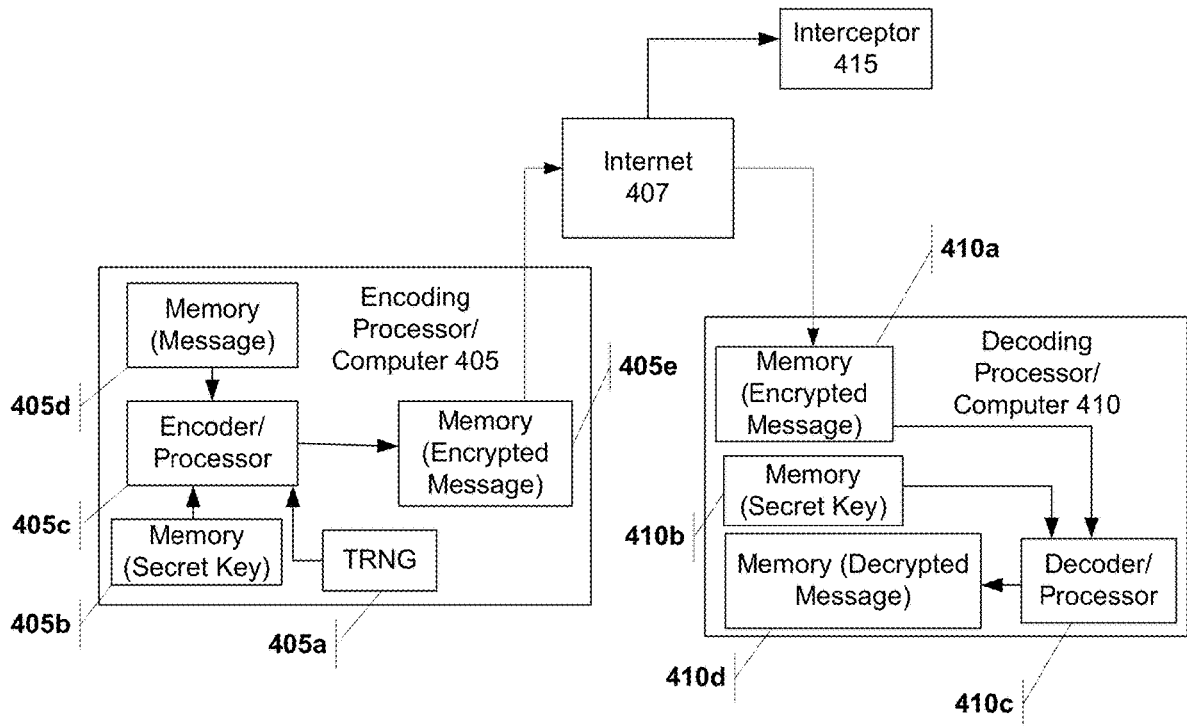 Interceptor
415
Internet
407
410a
Memory
(Message)
Encoding
Processor/
Computer 405
405e
405d
Encoder/
Processor
Memory
(Encrypted
Message)
405c
Memory
(Secret Key)
TRNG
405b
405a
Memory
(Encrypted
Message)
Decoding
Processor/
Computer 410
Memory
(Secret Key)
410b
Memory (Decrypted
Message)
Decoder/
Processor
410d
410c